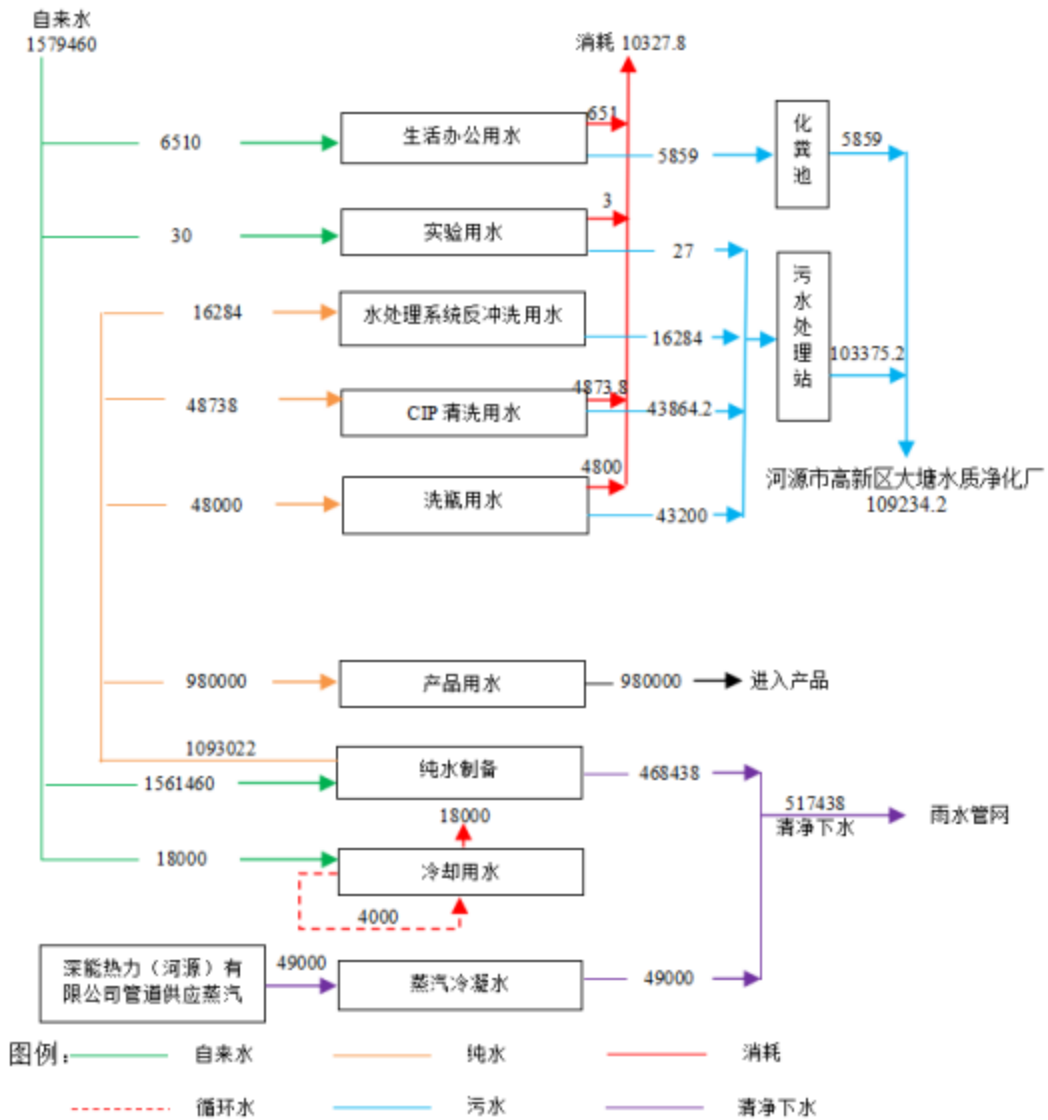 自来水
1579460
消耗 10327.8
6510
生活办公用水
651
5859
化粪池
5859
30
实验用水
3
27
污水处理站
16284
水处理系统反冲洗用水
16284
103375.2
48738
CIP 清洗用水
4873.8
43864.2
48000
洗瓶用水
4800
43200
河源市高新区大塘水质净化厂
109234.2
980000
产品用水
980000
进入产品
1093022
1561460
纯水制备
468438
517438
清净下水
雨水管网
18000
18000
冷却用水
4000
深能热力（河源）有
限公司管道供应蒸汽
49000
蒸汽冷凝水
49000
图例：
自来水
纯水
消耗
循环水
污水
清净下水